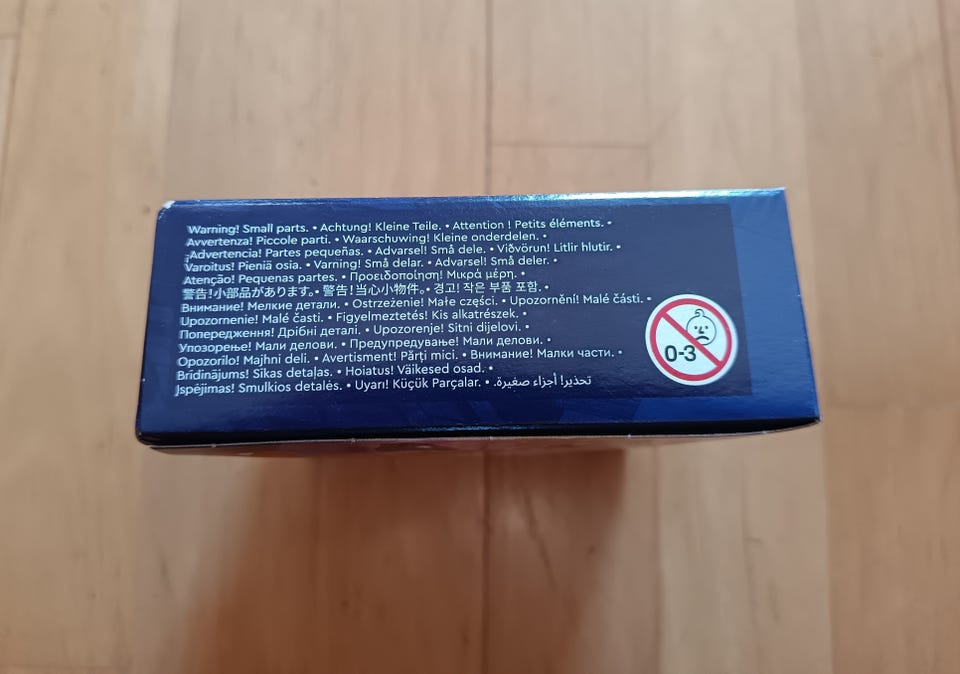 Warning! Small parts. • Achtung! Kleine Teile. • Attention ! Petits éléments. •
Avvertenza! Piccole parti. • Waarschuwing! Kleine onderdelen. •
¡Advertencia! Partes pequeñas. • Advarsel! Små dele. • Viðvörun! Litlir hlutir. •
Varoitus! Pieniä osia. • Varning! Små delar. • Advarsel! Små deler. •
Atenção! Pequenas partes. • Προειδοποίηση! Μικρά μέρη. •
警告!小部品があります。• 警告!当心小物件。• 경고! 작은 부품 포함. •
Внимание! Мелкие детали. • Ostrzeżenie! Małe części. • Upozornění! Malé části. •
Upozornenie! Malé časti. • Figyelmeztetés! Kis alkatrészek. •
Попередження! Дрібні деталі. • Upozorenje! Sitni dijelovi. •
Упозорење! Мали делови. • Предупредување! Мали делови. •
Opozorilo! Majhni deli. • Avertisment! Părți mici. • Внимание! Малки части. •
Brīdinājums! Sīkas detaļas. • Hoiatus! Väikesed osad. •
Įspėjimas! Smulkios detalės. • Uyarı! Küçük Parçalar. • تحذير! أجزاء صغيرة.
0-3